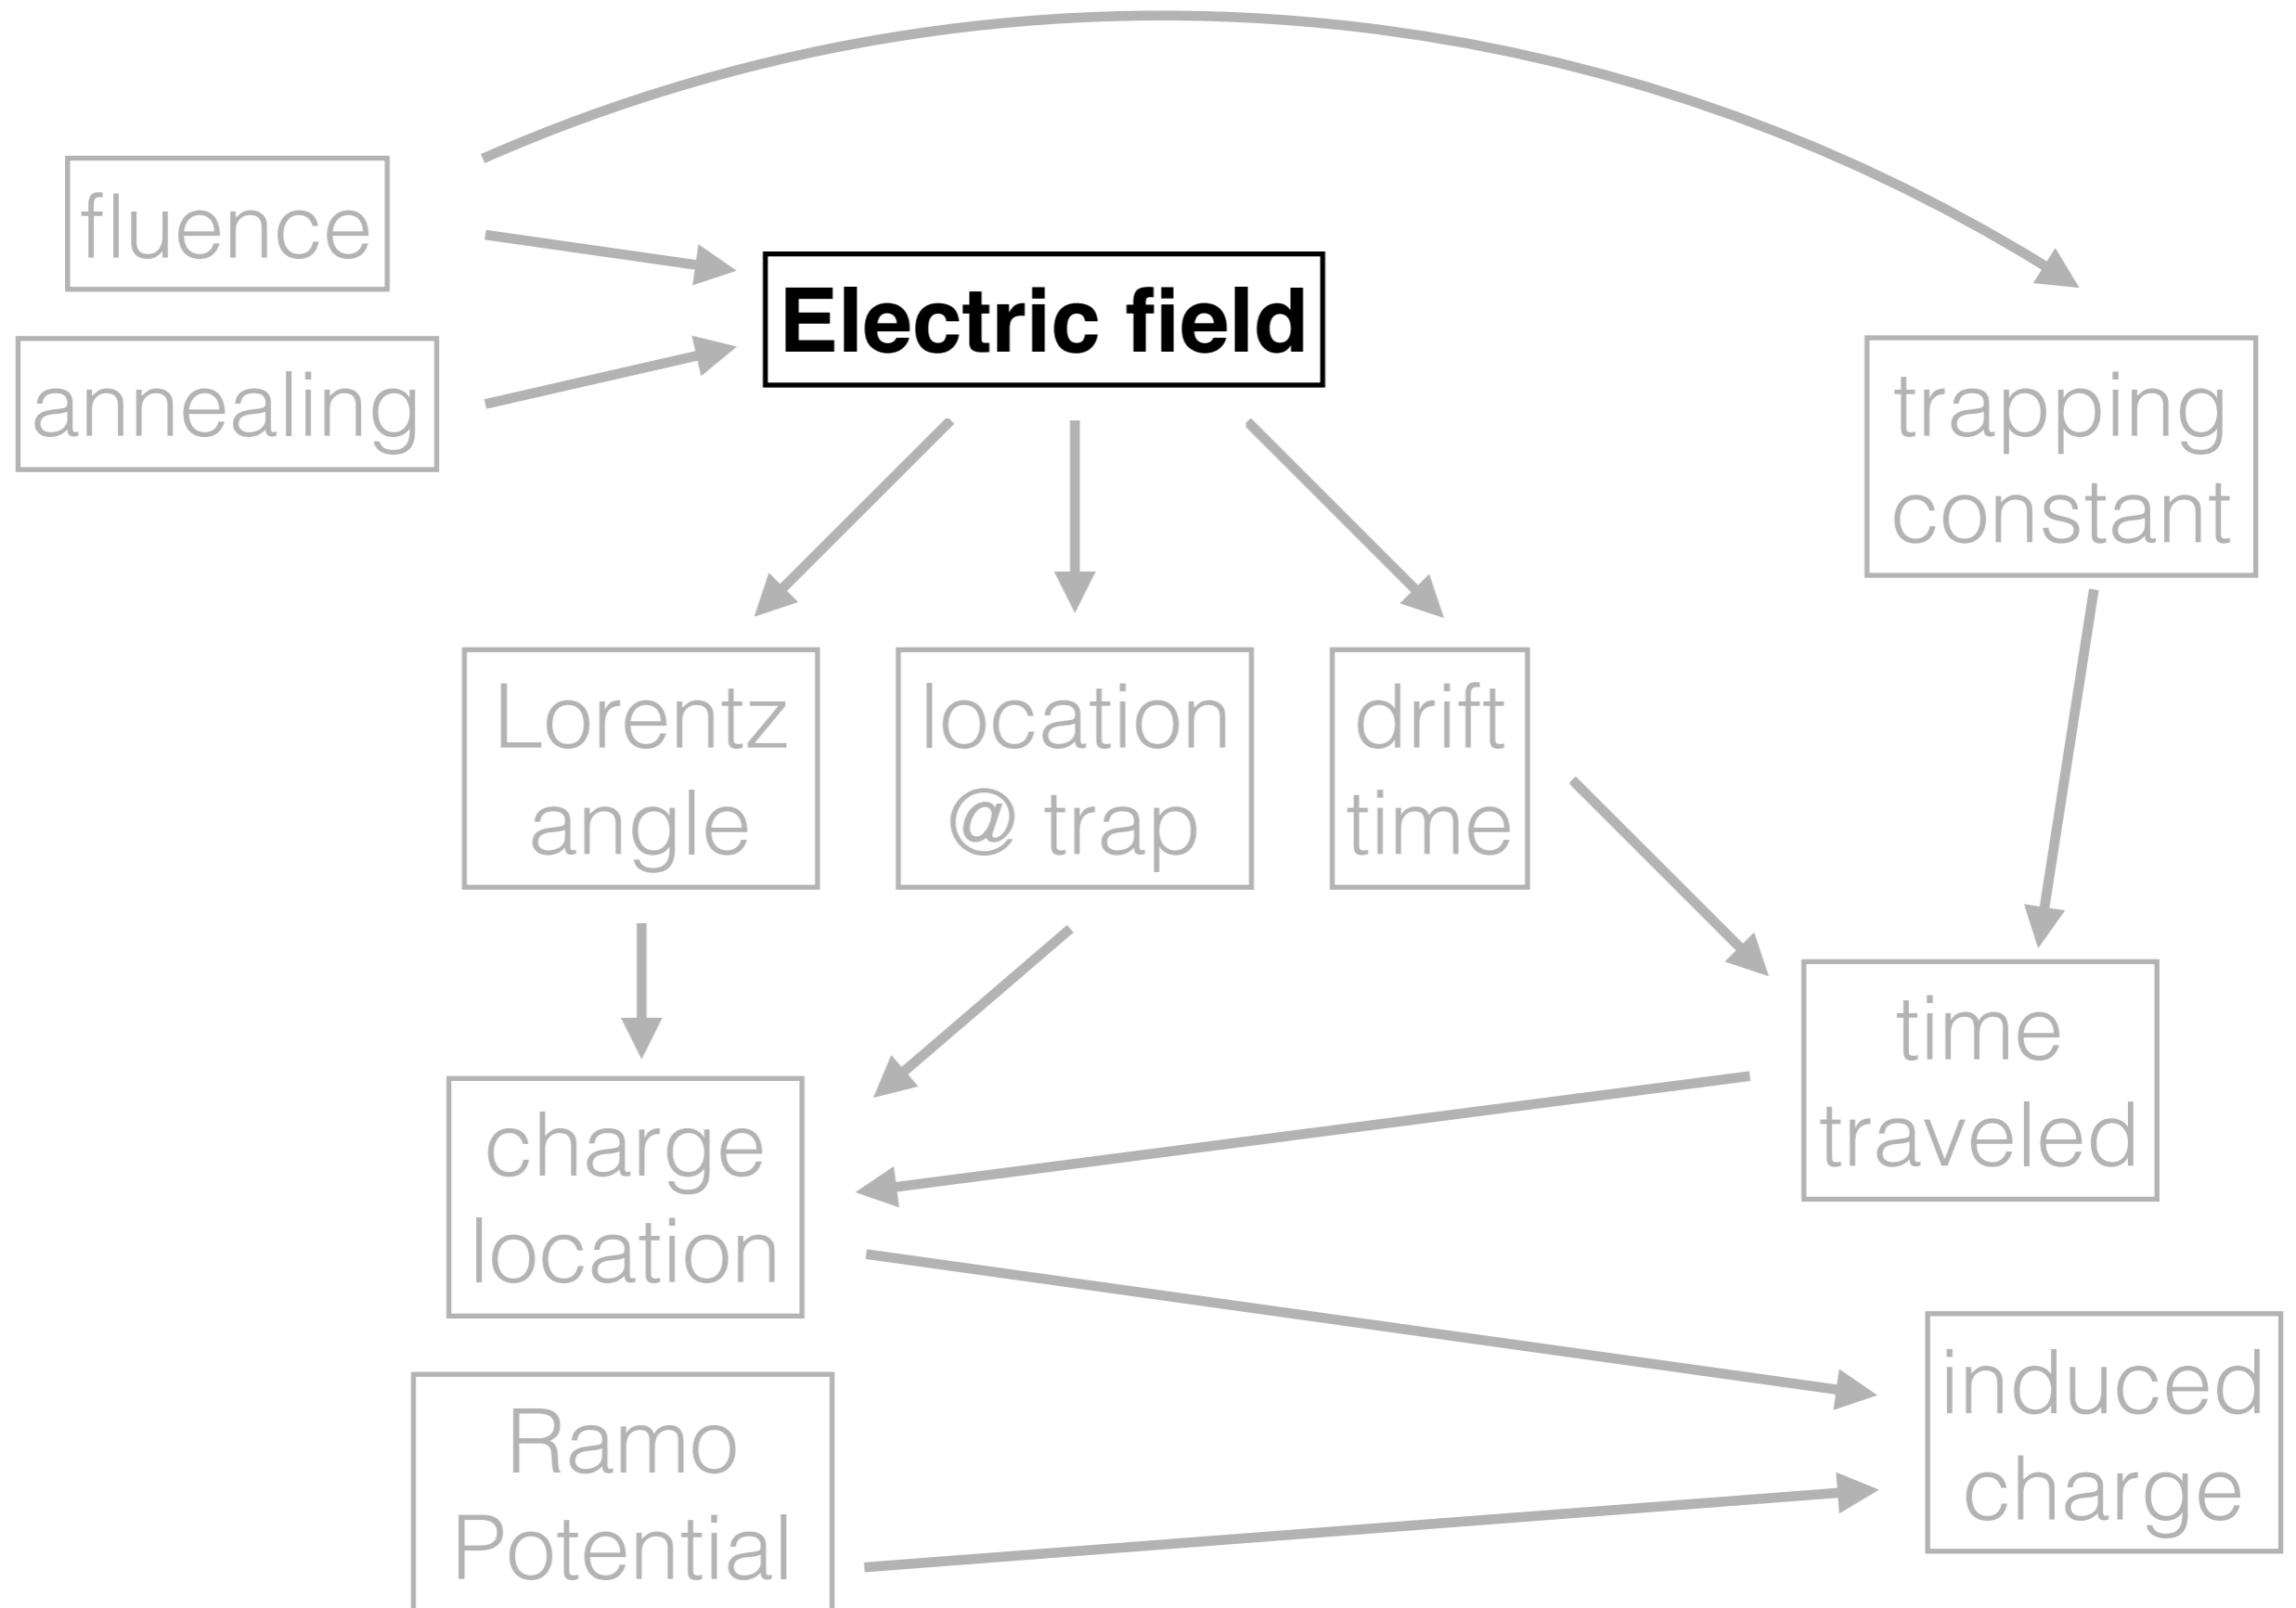 fluence
annealing
Electric field
trapping
constant
Lorentz
angle
location
@ trap
drift
time
time
traveled
charge
location
induced
charge
Ramo
Potential